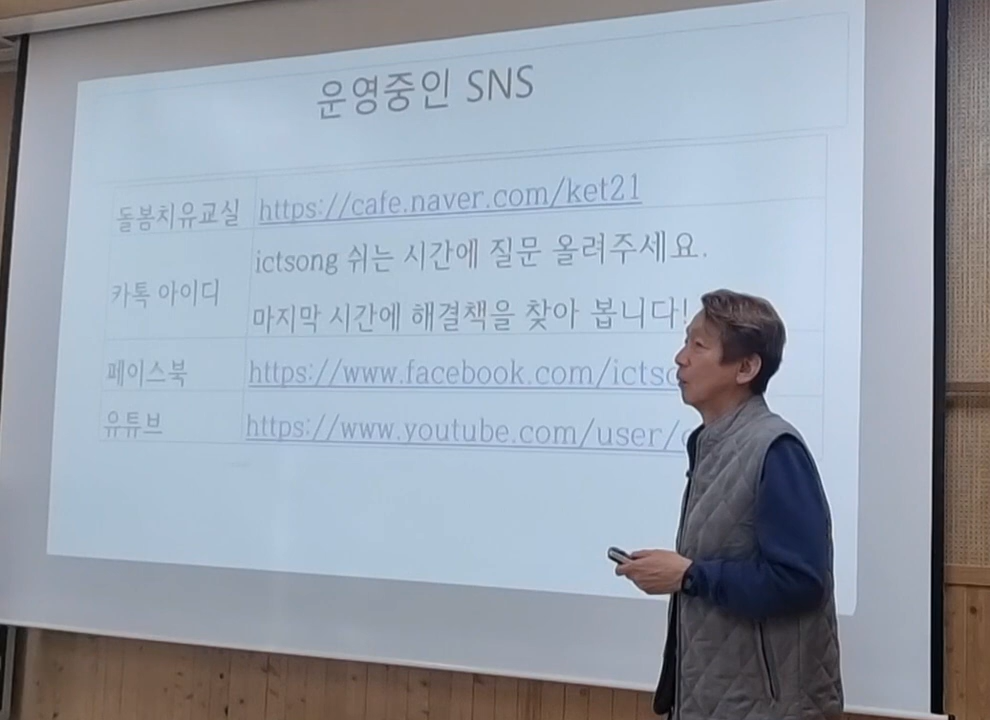 운영중인 SNS
돌봄치유교실 https://cafe.naver.com/ket21
카톡 아이디
ictsong 쉬는 시간에 질문 올려주세요.
마지막 시간에 해결책을 찾아 봅니다!
페이스북 https://www.facebook.com/ictso
유튜브 https://www.youtube.com/user/